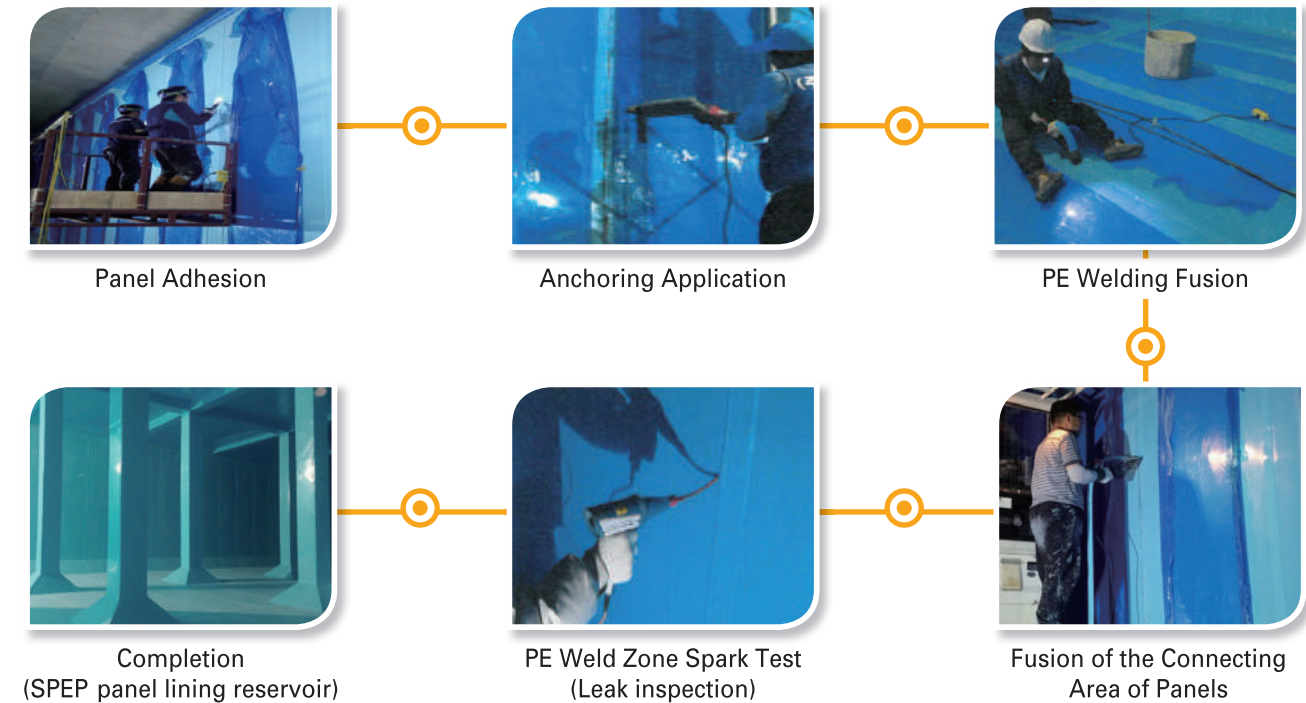 Panel Adhesion
Anchoring Application
PE Welding Fusion
Completion
(SPEP panel lining reservoir)
PE Weld Zone Spark Test
(Leak inspection)
Fusion of the Connecting
Area of Panels